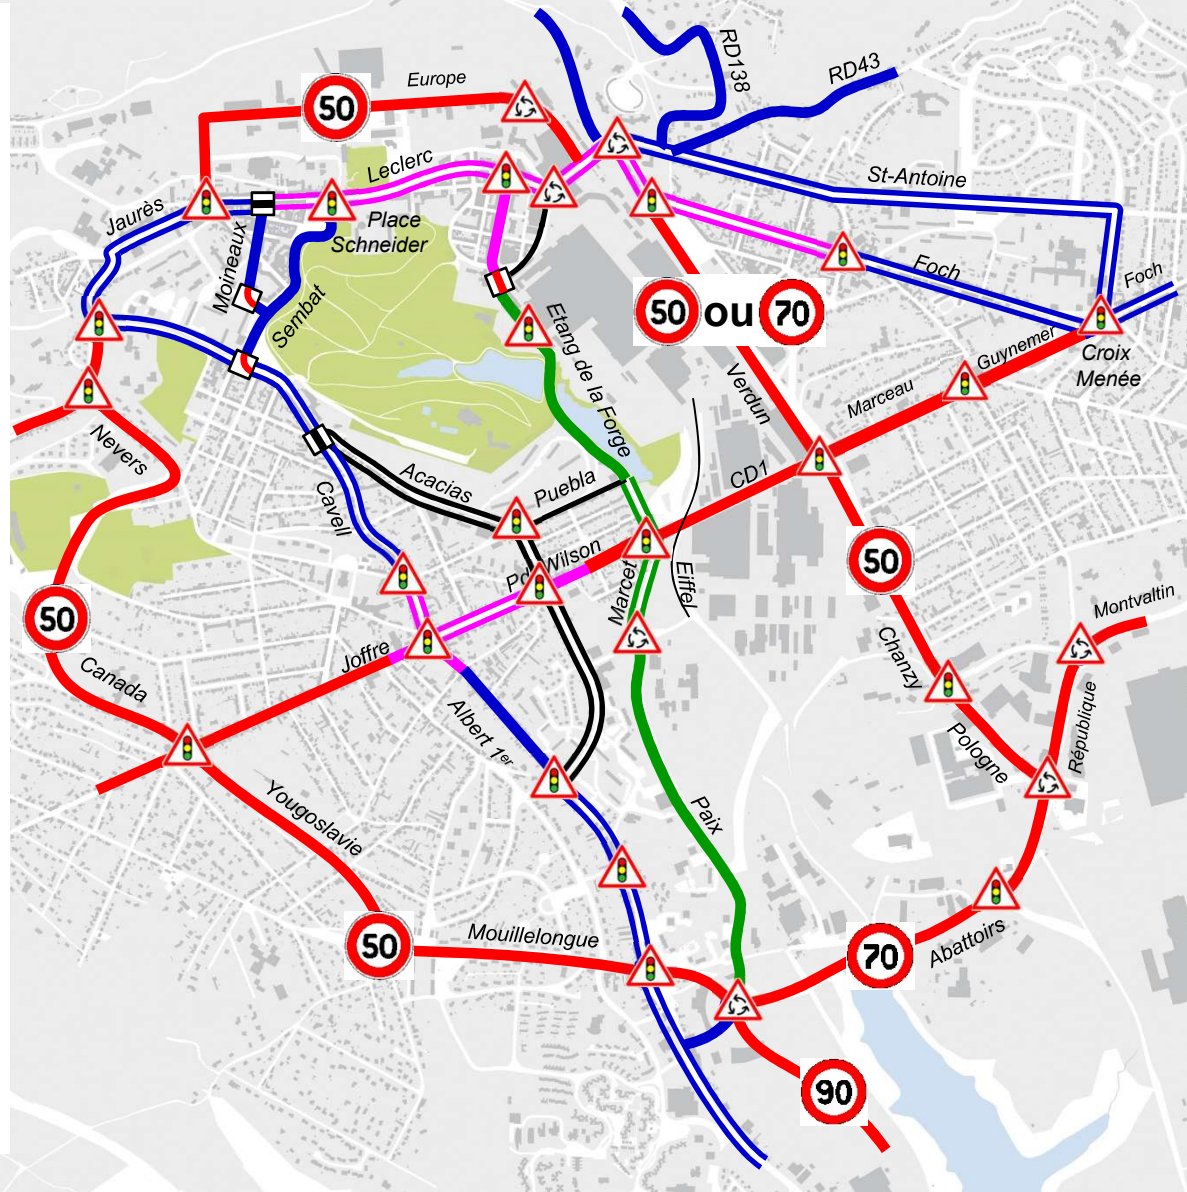 RD138
RD43
Europe
50
Leclerc
St-Antoine
Jaurès
Place
Schneider
Moineaux
Sembat
Foch
Foch
50 ou 70
Etang de la Forge
Guynemer
Croix
Menée
Verdun
Marceau
Nevers
Acacias
Puebla
CD1
Cavell
Wilson
Marcet
Eiffel
50
50
Montvaltin
Joffre
Canada
Chanzy
Albert 1er
Pologne
République
Yougoslavie
Paix
50
Mouillelongue
Abattoirs
70
90